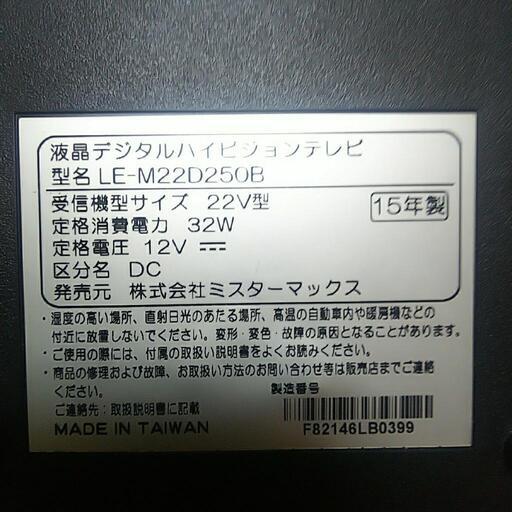 液晶デジタルハイビジョンテレビ
型名 LE-M22D250B
受信機型サイズ 22V型
15年製
定格消費電力 32W
定格電圧 12V ⎓
区分名 DC
発売元 株式会社ミスターマックス
・湿度の高い場所、直射日光のあたる場所、高温の自動車内や暖房機などの
付近に放置しないでください。変形・変色・故障の原因となることがあります。
・ご使用の際には、付属の取扱い説明書をよくお読みください。
・商品の修理および故障、お取扱い方法のお問い合わせ等は販売店までご連絡
ください。
製造番号
ご連絡先：取扱説明書に記載
MADE IN TAIWAN
F82146LB0399